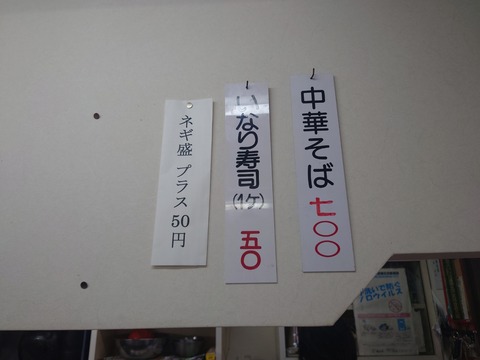 中華そば 七〇〇
いなり寿司(1ケ) 五〇
ネギ盛 プラス50円